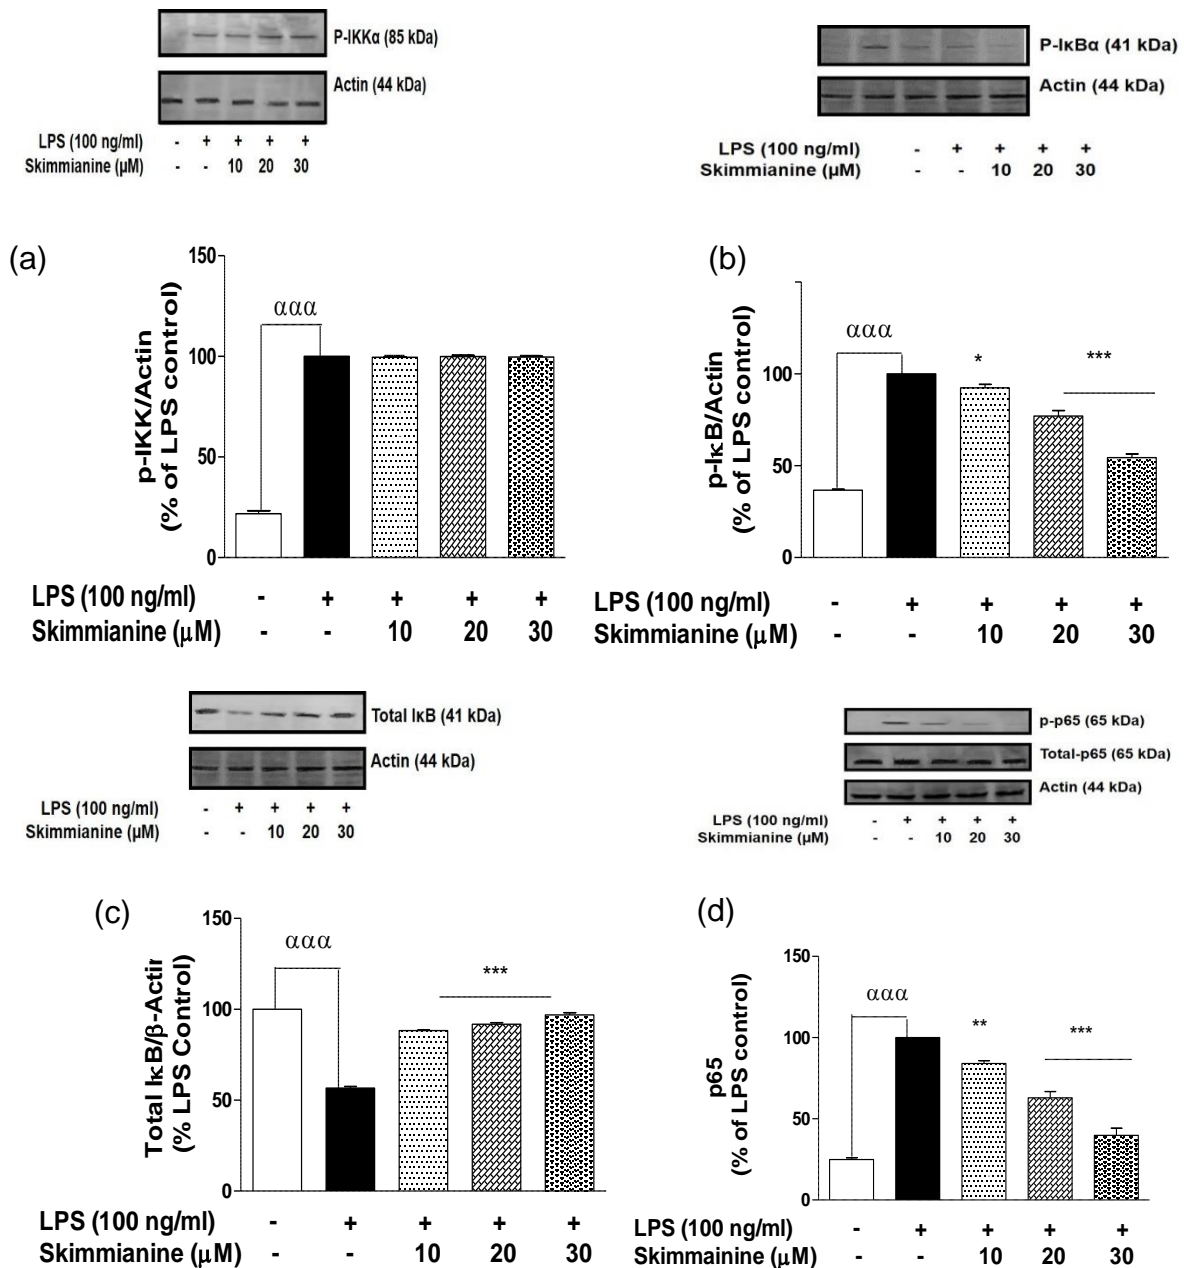 P-IKKα (85 kDa)
Actin (44 kDa)
LPS (100 ng/ml) - + + + +
Skimmianine (µM) - - 10 20 30
P-IκBα (41 kDa)
Actin (44 kDa)
LPS (100 ng/ml) - + + + +
Skimmianine (µM) - - 10 20 30
(a)
p-IKK/Actin
(% of LPS control)
150
100
50
0
ααα
LPS (100 ng/ml) - + + + +
Skimmianine (µM) - - 10 20 30
(b)
p-IκB/Actin
(% of LPS control)
100
50
0
ααα
*
***
LPS (100 ng/ml) - + + + +
Skimmianine (µM) - - 10 20 30
Total IκB (41 kDa)
Actin (44 kDa)
LPS (100 ng/ml) - + + + +
Skimmianine (µM) - - 10 20 30
p-p65 (65 kDa)
Total-p65 (65 kDa)
Actin (44 kDa)
LPS (100 ng/ml) - + + + +
Skimmianine (µM) - - 10 20 30
(c)
Total IκB/β-Actin
(% LPS Control)
150
100
50
0
ααα
***
LPS (100 ng/ml) - + + + +
Skimmianine (µM) - - 10 20 30
(d)
p65
(% of LPS control)
150
100
50
0
ααα
**
***
LPS (100 ng/ml) - + + + +
Skimmainine (µM) - - 10 20 30